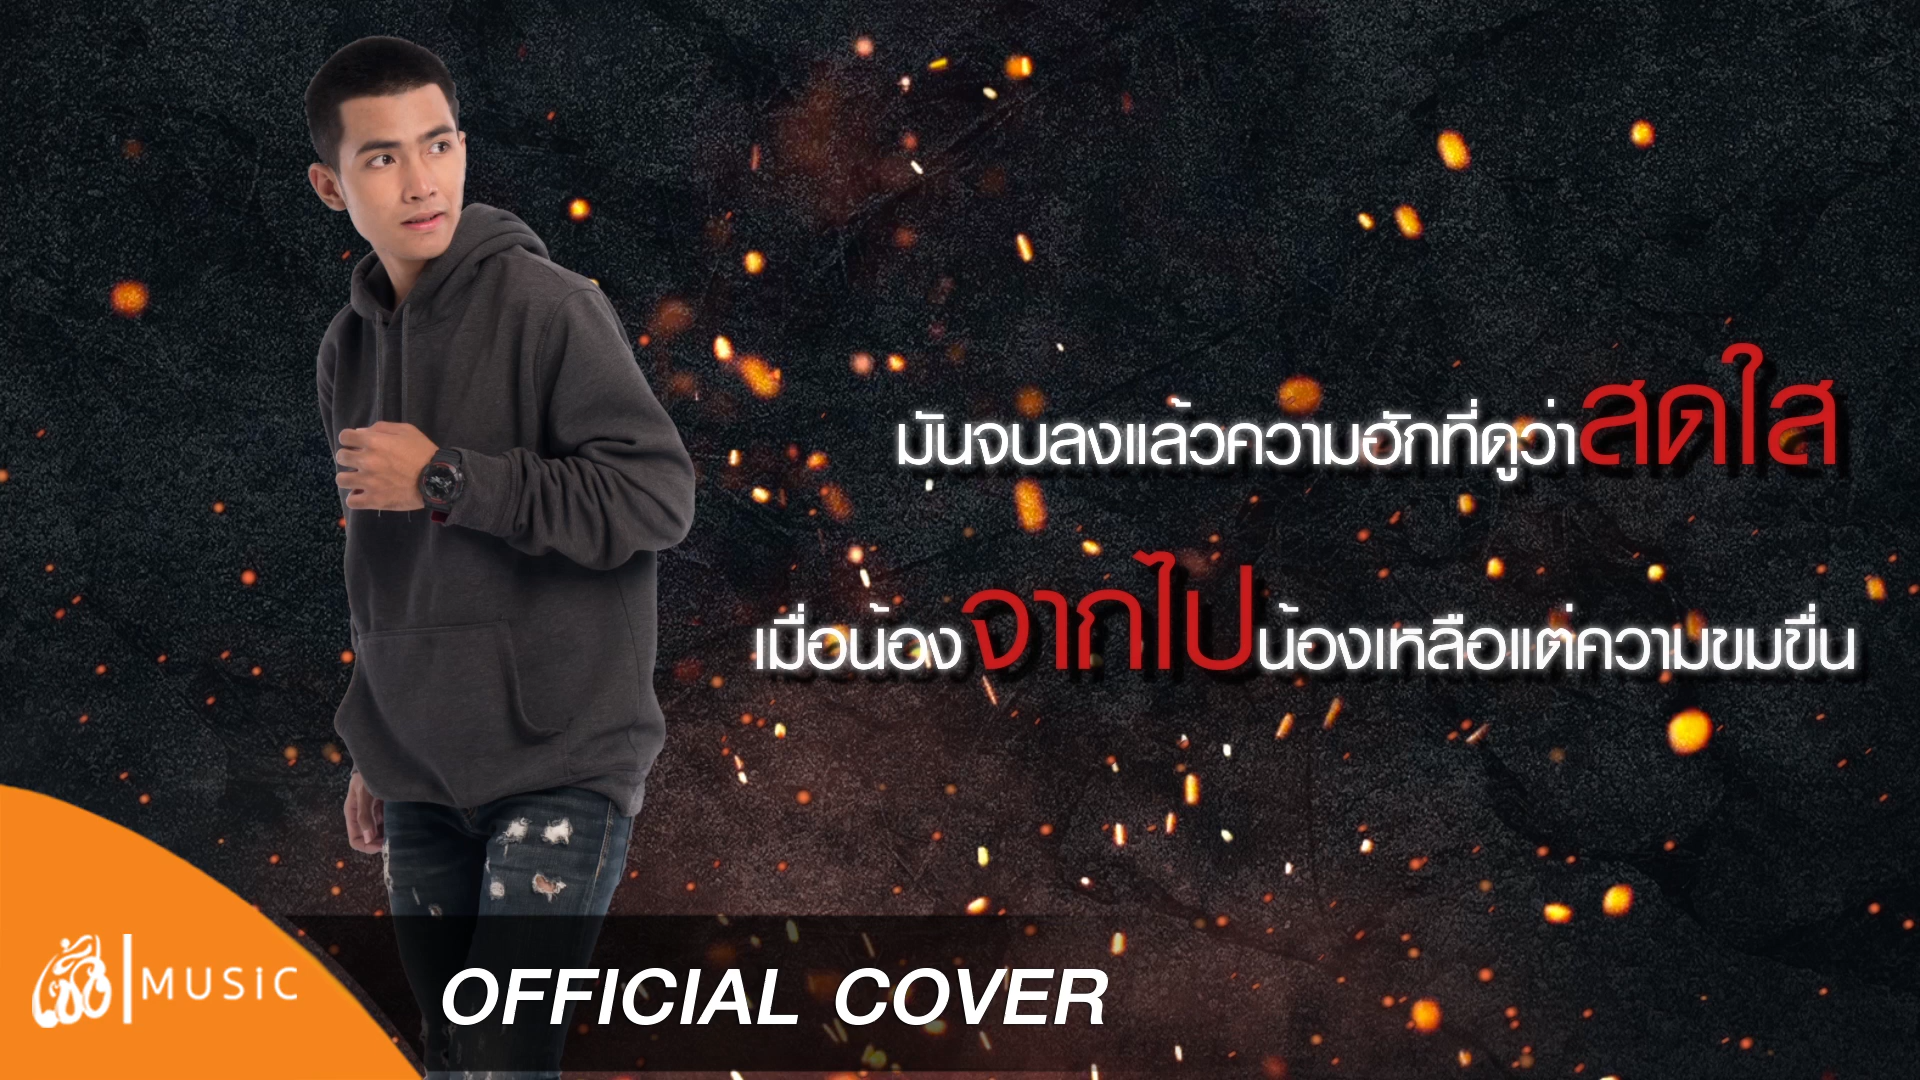 มันจบลงแล้วความฮักที่ดูว่าสดใส
เมื่อน้องจากไปน้องเหลือแต่ความขมขื่น
MUSiC
OFFICIAL COVER